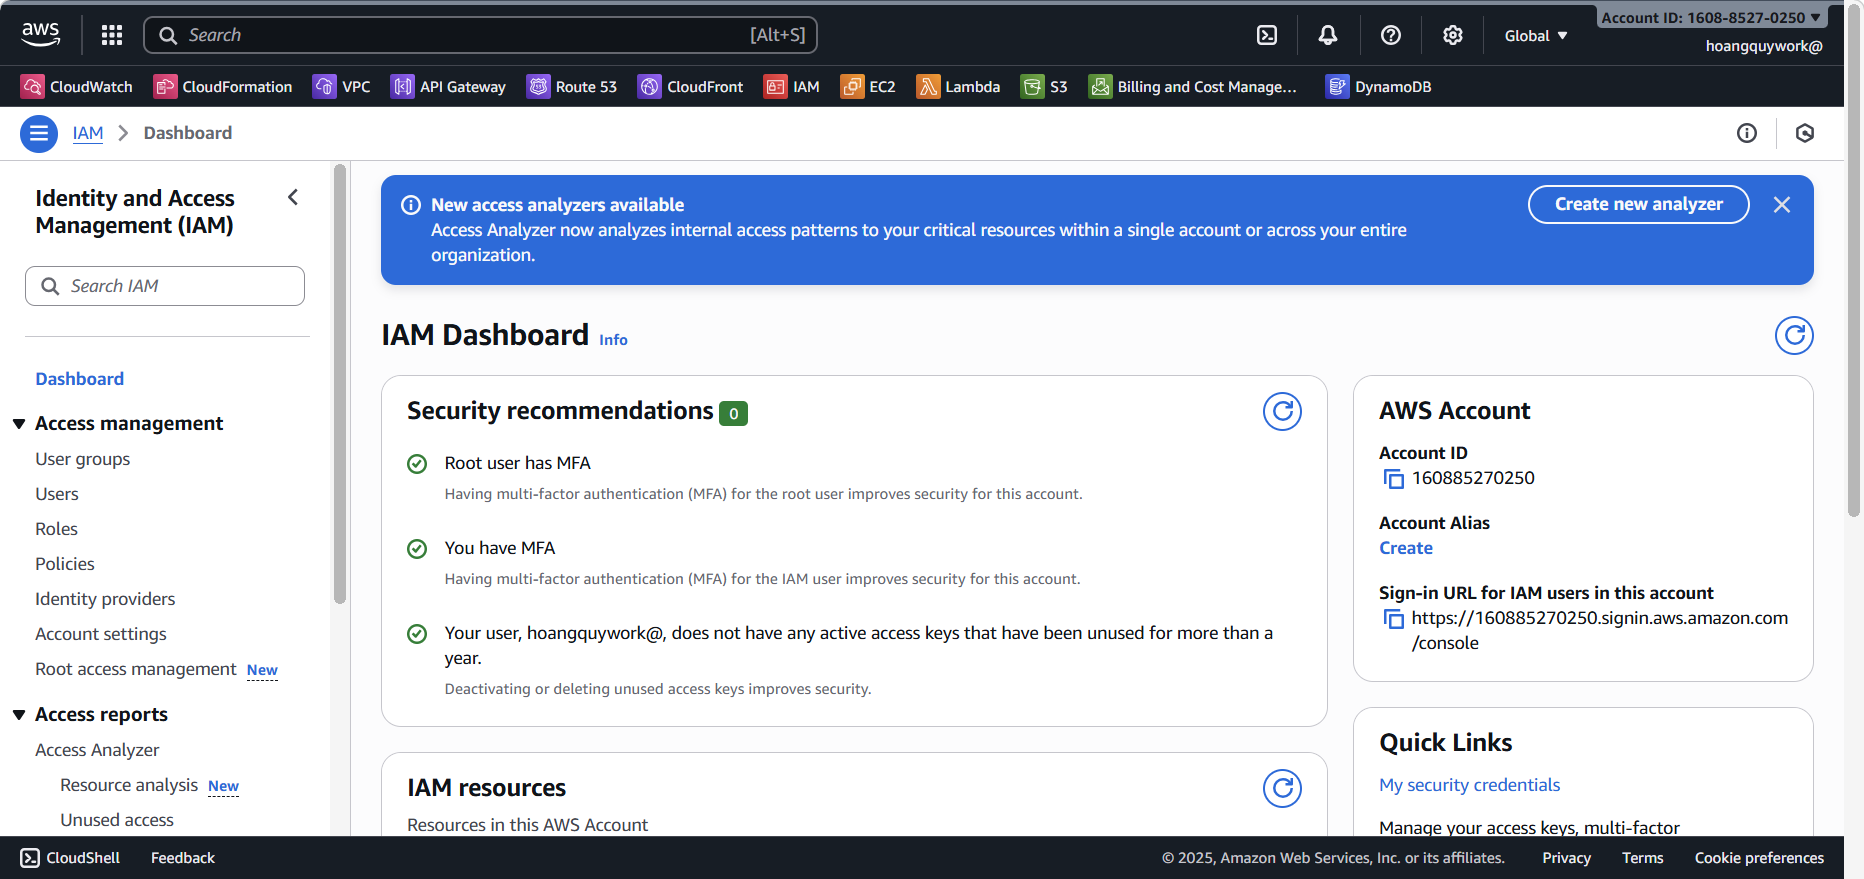 aws
Search
[Alt+S]
Global
Account ID: 1608-8527-0250
hoangquywork@
CloudWatch
CloudFormation
VPC
API Gateway
Route 53
CloudFront
IAM
EC2
Lambda
S3
Billing and Cost Manage...
DynamoDB
IAM
Dashboard
Identity and Access
Management (IAM)
Search IAM
Dashboard
Access management
User groups
Users
Roles
Policies
Identity providers
Account settings
Root access management New
Access reports
Access Analyzer
Resource analysis New
Unused access
New access analyzers available
Access Analyzer now analyzes internal access patterns to your critical resources within a single account or across your entire
organization.
Create new analyzer
IAM Dashboard Info
Security recommendations 0
Root user has MFA
Having multi-factor authentication (MFA) for the root user improves security for this account.
You have MFA
Having multi-factor authentication (MFA) for the IAM user improves security for this account.
Your user, hoangquywork@, does not have any active access keys that have been unused for more than a
year.
Deactivating or deleting unused access keys improves security.
IAM resources
Resources in this AWS Account
AWS Account
Account ID
160885270250
Account Alias
Create
Sign-in URL for IAM users in this account
https://160885270250.signin.aws.amazon.com
/console
Quick Links
My security credentials
Manage your access keys, multi-factor
CloudShell
Feedback
© 2025, Amazon Web Services, Inc. or its affiliates.
Privacy
Terms
Cookie preferences